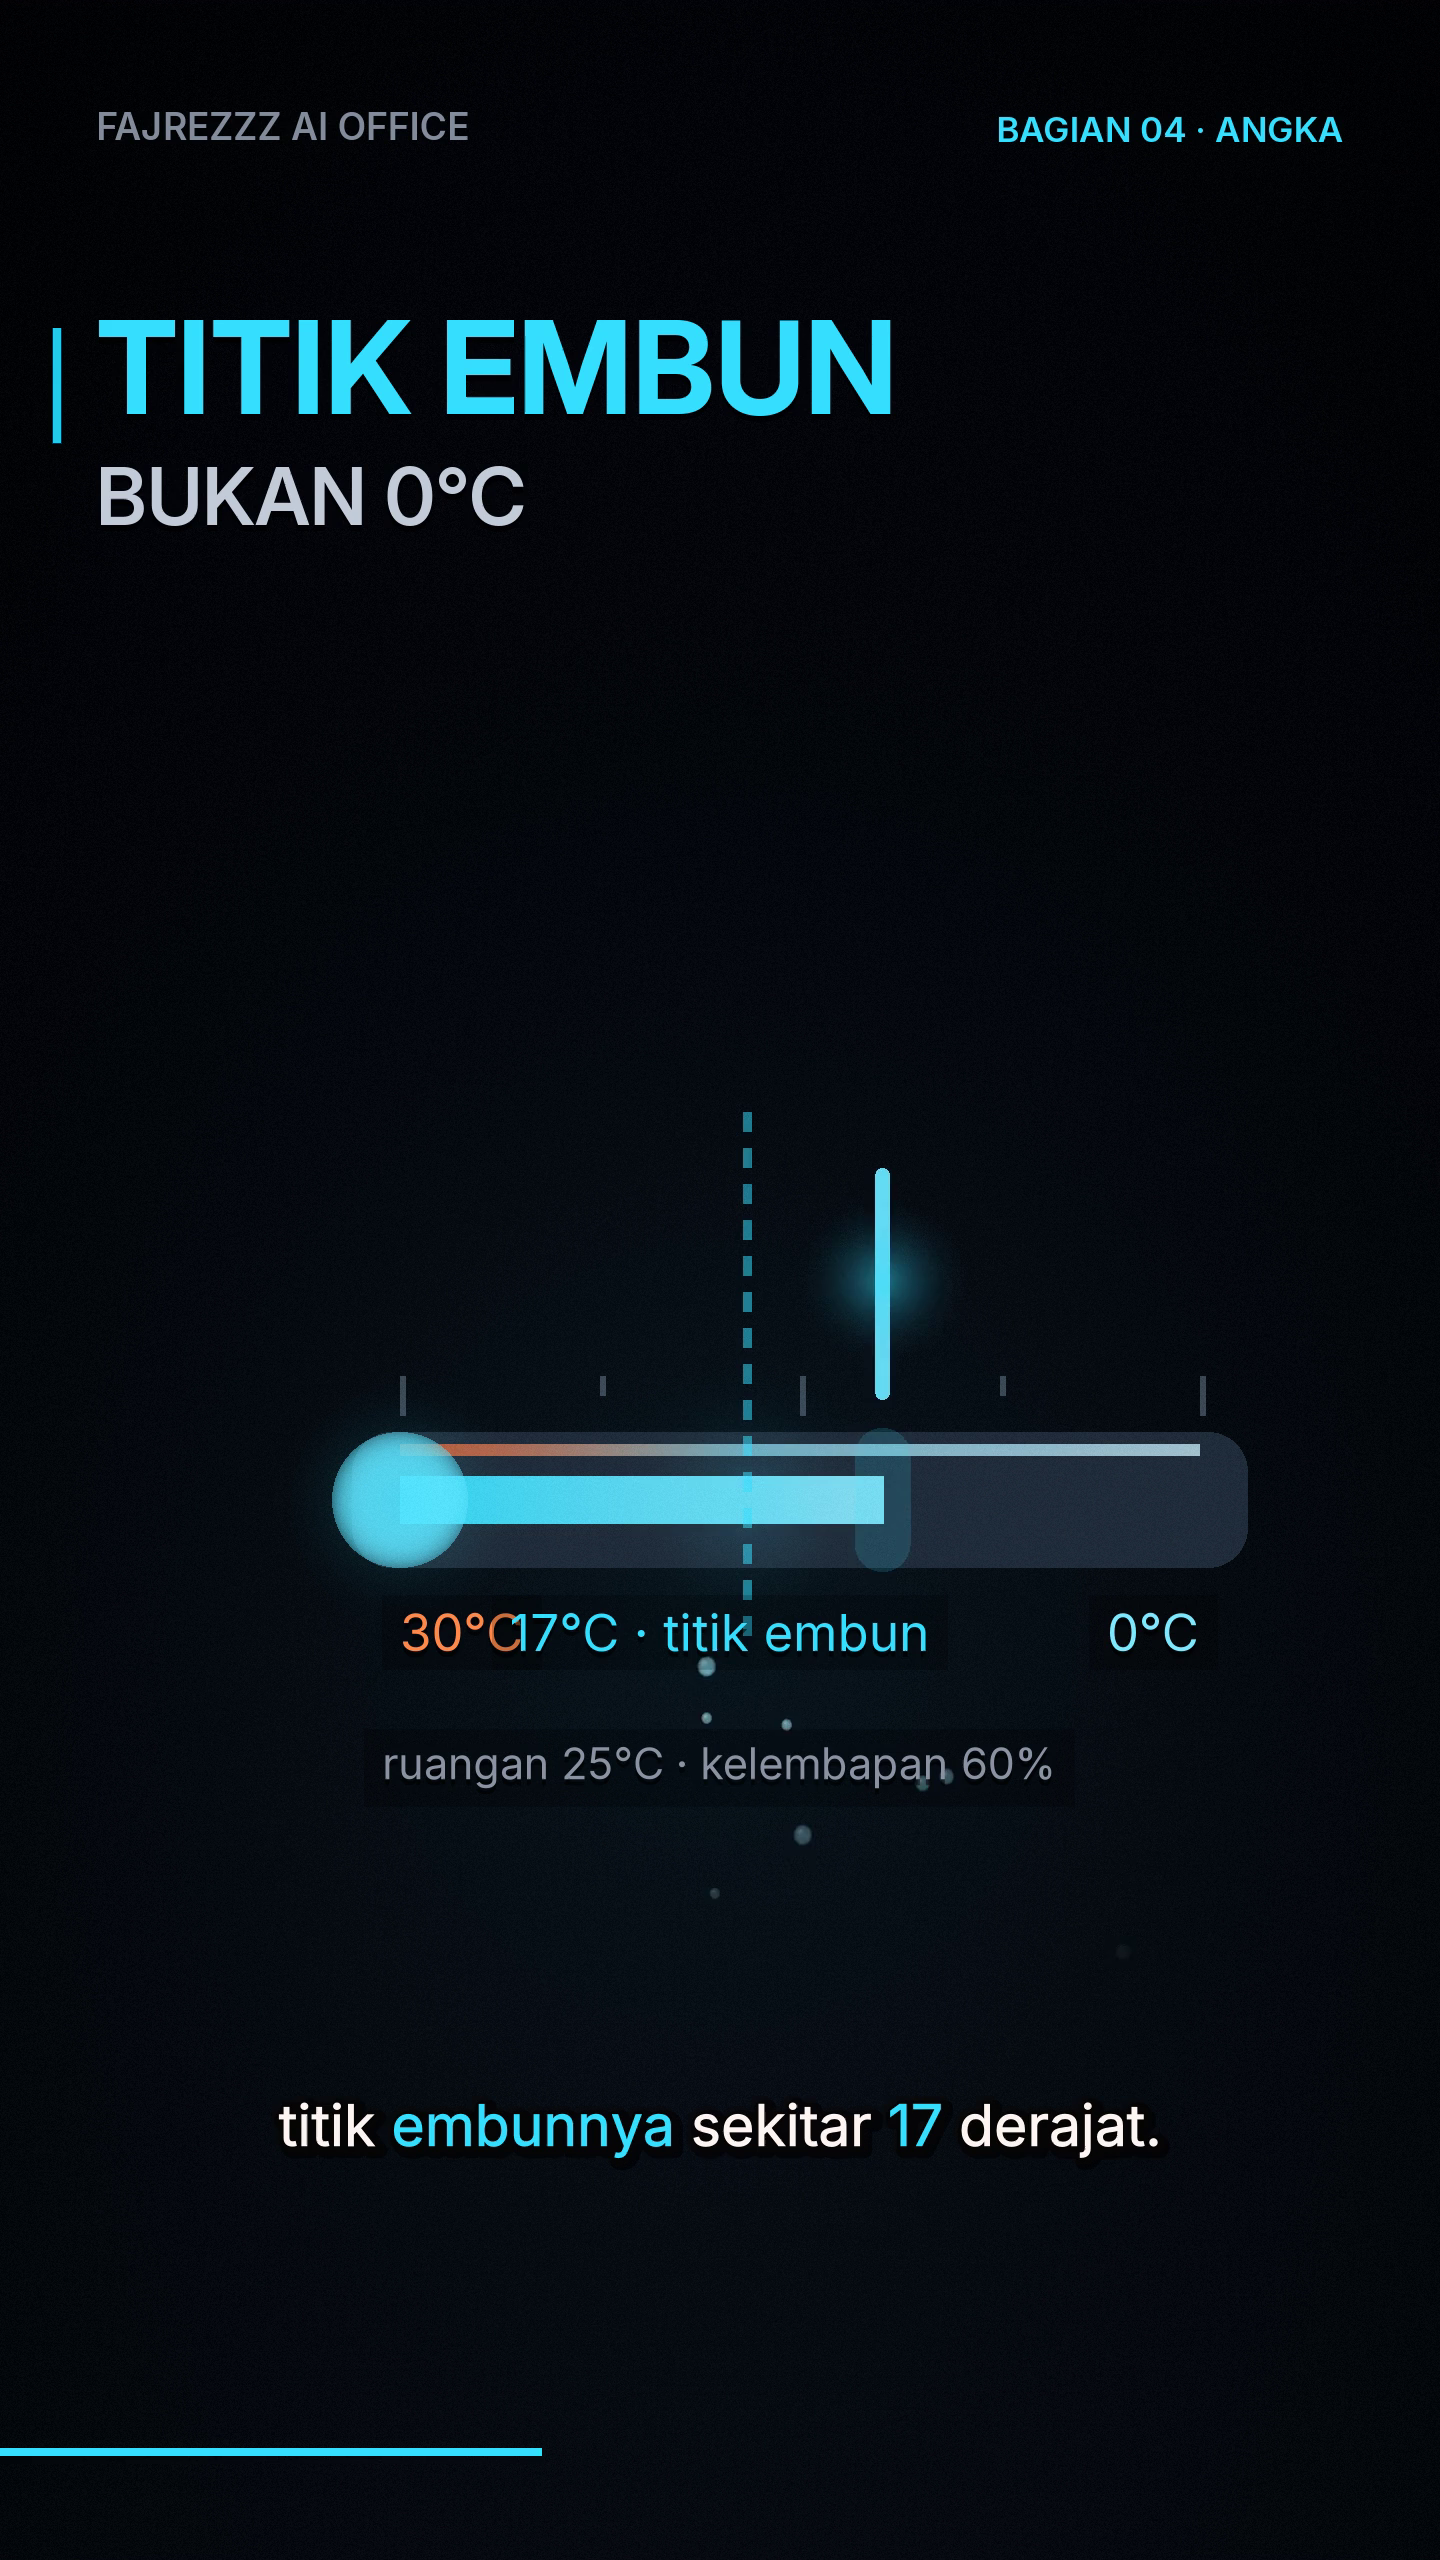 FAJREZZZ AI OFFICE
BAGIAN 04 · ANGKA
TITIK EMBUN
BUKAN 0°C
30°C 17°C · titik embun 0°C
ruangan 25°C · kelembapan 60%
titik embunnya sekitar 17 derajat.